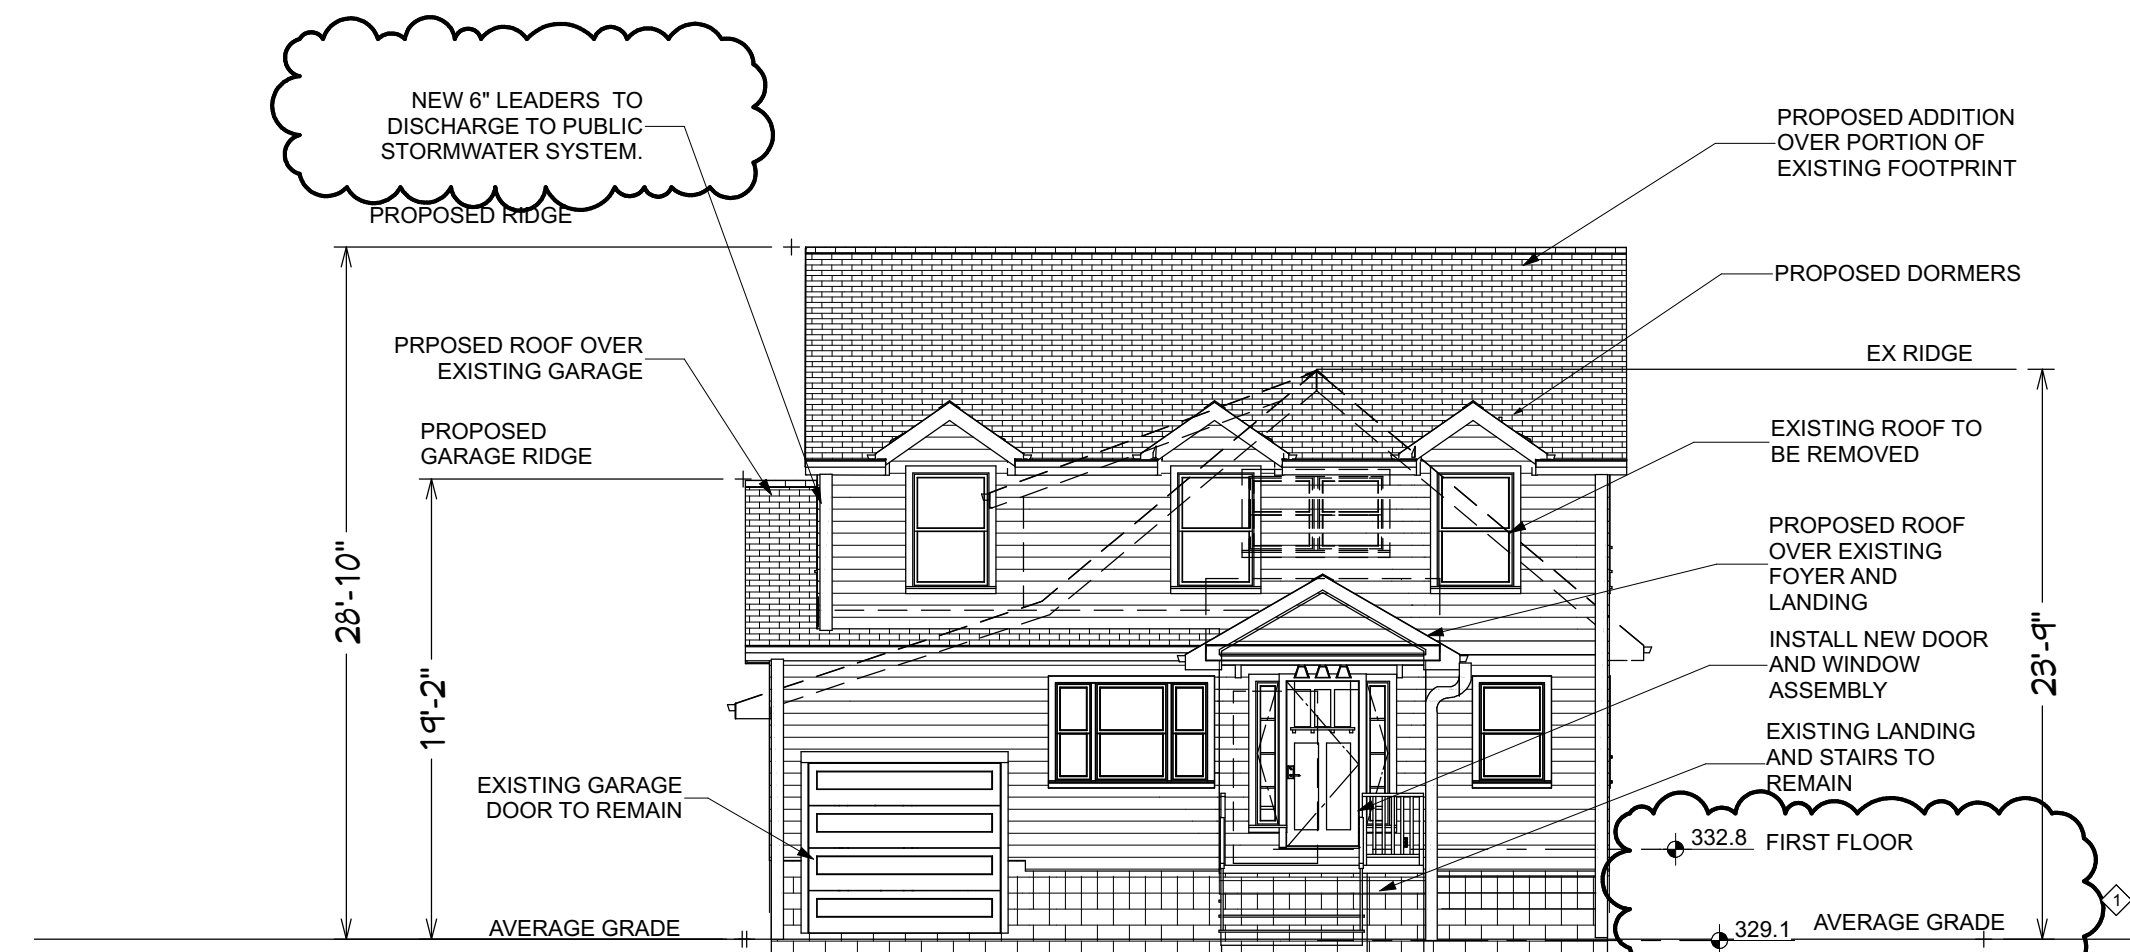 NEW 6" LEADERS TO
DISCHARGE TO PUBLIC
STORMWATER SYSTEM.
PROPOSED RIDGE
PROPOSED ADDITION
OVER PORTION OF
EXISTING FOOTPRINT
PROPOSED DORMERS
PRPOSED ROOF OVER
EXISTING GARAGE
EX RIDGE
PROPOSED
GARAGE RIDGE
EXISTING ROOF TO
BE REMOVED
28'-10"
19'-2"
23'-9"
PROPOSED ROOF
OVER EXISTING
FOYER AND
LANDING
INSTALL NEW DOOR
AND WINDOW
ASSEMBLY
EXISTING LANDING
AND STAIRS TO
REMAIN
EXISTING GARAGE
DOOR TO REMAIN
332.8 FIRST FLOOR
1
AVERAGE GRADE
329.1 AVERAGE GRADE